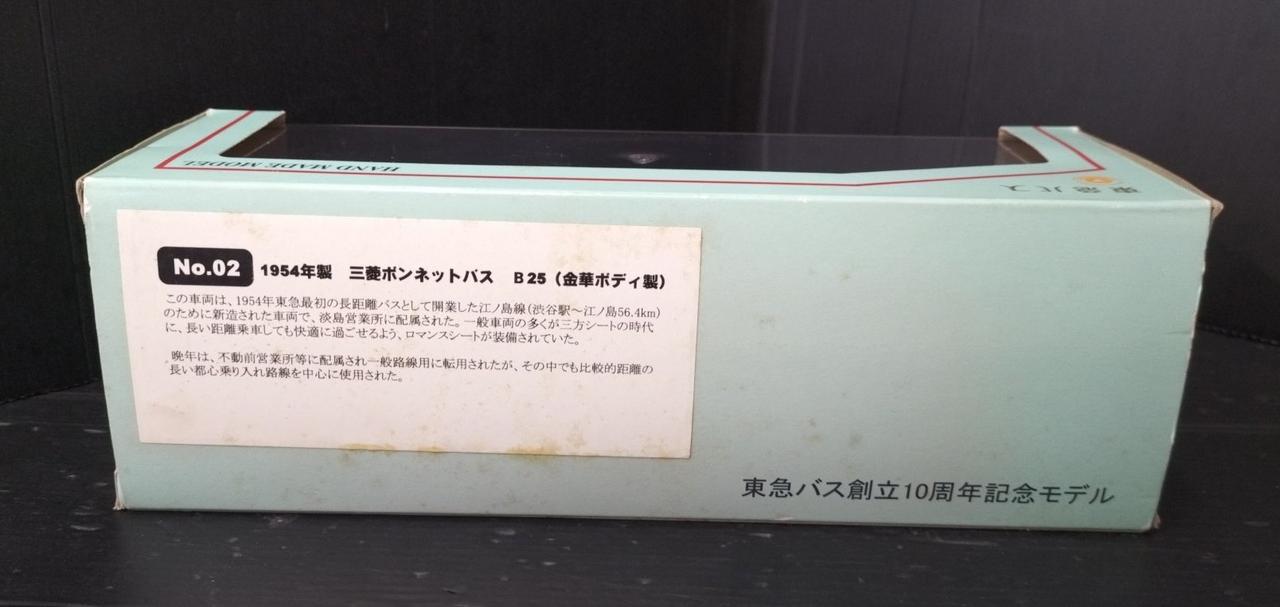 HAND MADE MODEL
東急バス
No.02 1954年製 三菱ボンネットバス B25（金華ボディ製）
この車両は、1954年東急最初の長距離バスとして開業した江ノ島線（渋谷駅～江ノ島56.4km）
のために新造された車両で、淡島営業所に配属された。一般車両の多くが三方シートの時代
に、長い距離乗車しても快適に過ごせるよう、ロマンスシートが装備されていた。
晩年は、不動前営業所等に配属され一般路線用に転用されたが、その中でも比較的距離の
長い都心乗り入れ路線を中心に使用された。
東急バス創立10周年記念モデル